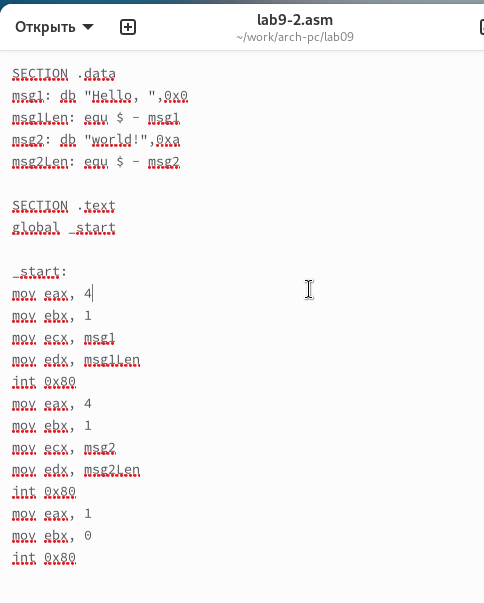 Открыть
lab9-2.asm
~/work/arch-pc/lab09
SECTION .data
msg1: db "Hello, ",0x0
msg1Len: equ $ - msg1
msg2: db "world!",0xa
msg2Len: equ $ - msg2
SECTION .text
global _start
_start:
mov eax, 4
mov ebx, 1
mov ecx, msg1
mov edx, msg1Len
int 0x80
mov eax, 4
mov ebx, 1
mov ecx, msg2
mov edx, msg2Len
int 0x80
mov eax, 1
mov ebx, 0
int 0x80